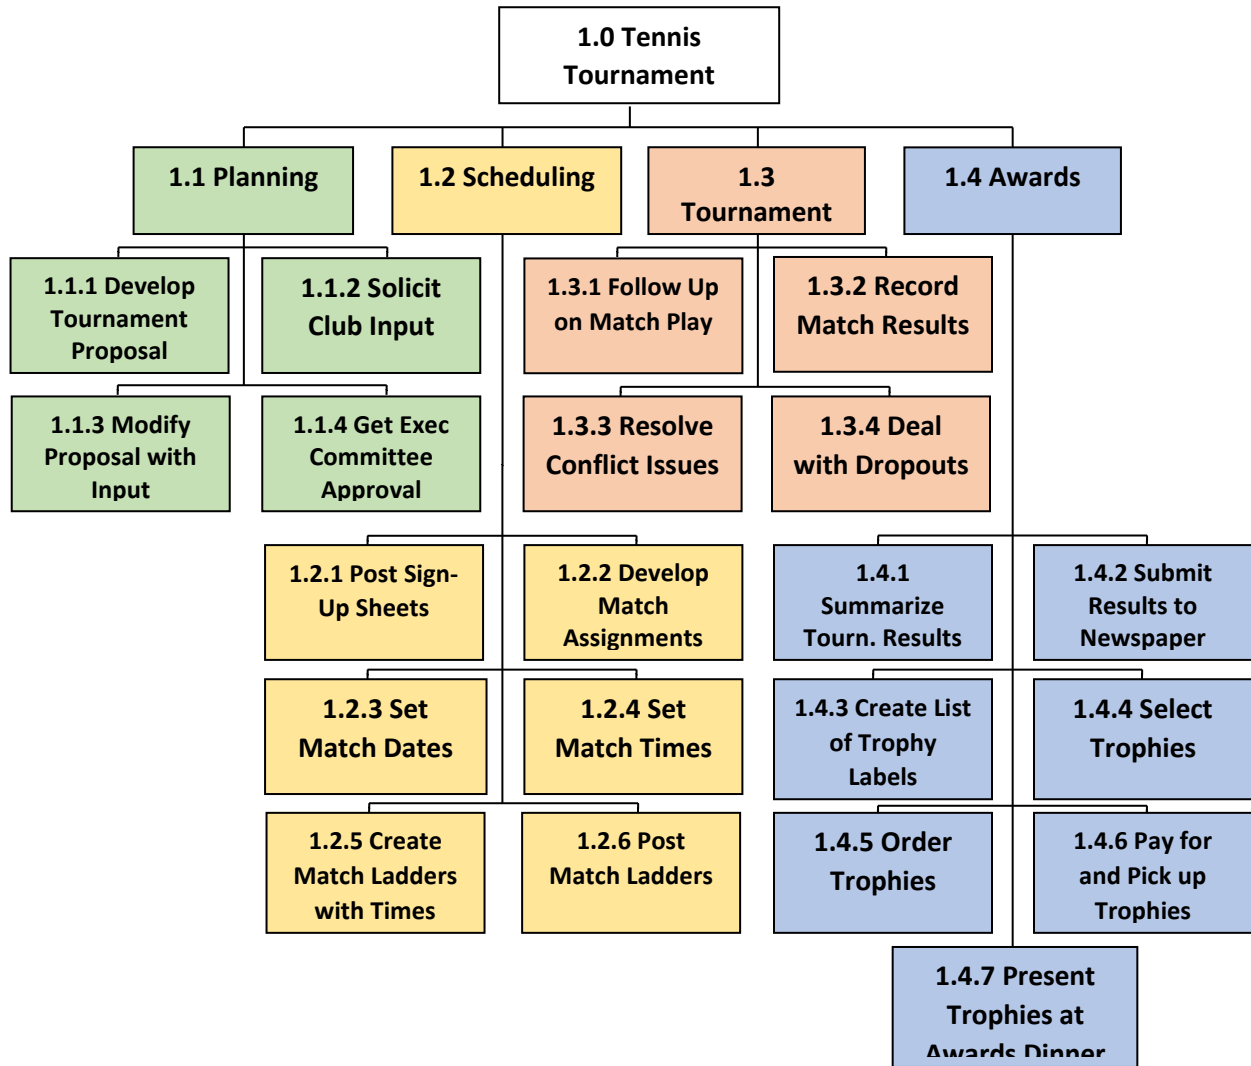 1.0 Tennis
Tournament
1.1 Planning
1.2 Scheduling
1.3
Tournament
1.4 Awards
1.1.1 Develop
Tournament
Proposal
1.1.2 Solicit
Club Input
1.3.1 Follow Up
on Match Play
1.3.2 Record
Match Results
1.1.3 Modify
Proposal with
Input
1.1.4 Get Exec
Committee
Approval
1.3.3 Resolve
Conflict Issues
1.3.4 Deal
with Dropouts
1.2.1 Post Sign-
Up Sheets
1.2.2 Develop
Match
Assignments
1.4.1
Summarize
Tourn. Results
1.4.2 Submit
Results to
Newspaper
1.2.3 Set
Match Dates
1.2.4 Set
Match Times
1.4.3 Create List
of Trophy
Labels
1.4.4 Select
Trophies
1.2.5 Create
Match Ladders
with Times
1.2.6 Post
Match Ladders
1.4.5 Order
Trophies
1.4.6 Pay for
and Pick up
Trophies
1.4.7 Present
Trophies at
Awards Dinner